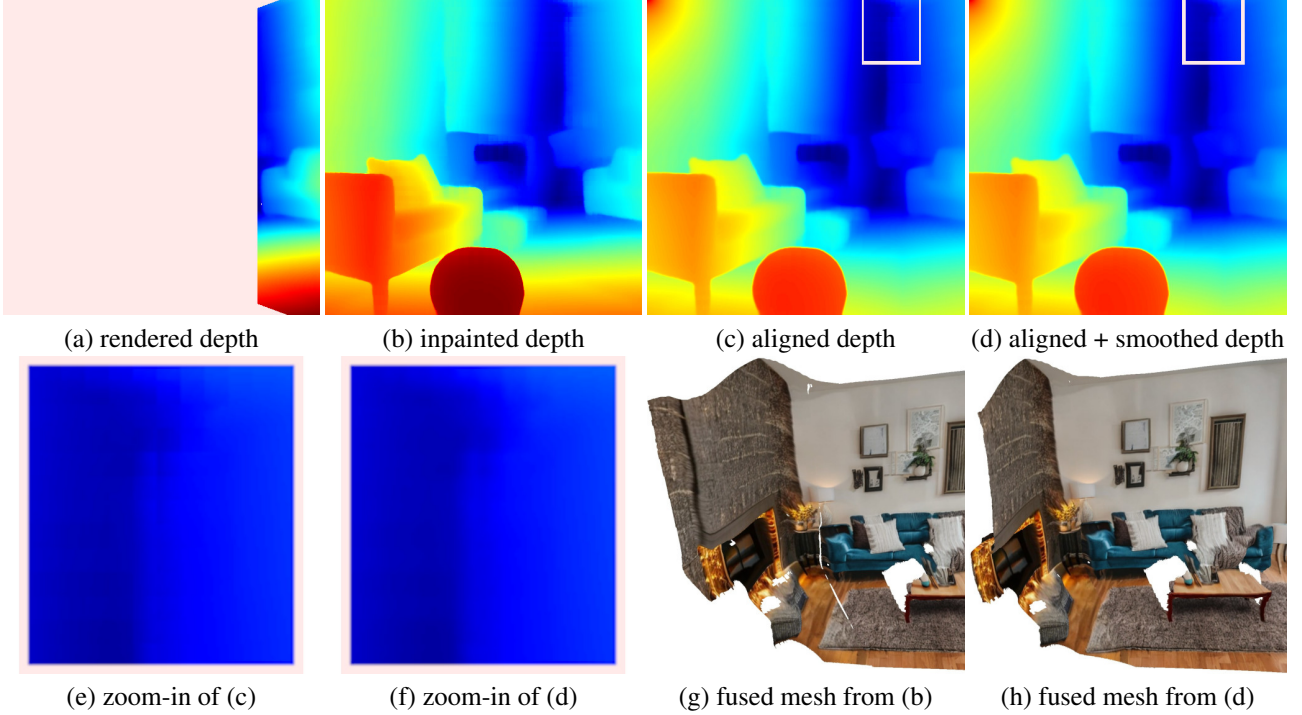 (a) rendered depth
(b) inpainted depth
(c) aligned depth
(d) aligned + smoothed depth
(e) zoom-in of (c)
(f) zoom-in of (d)
(g) fused mesh from (b)
(h) fused mesh from (d)